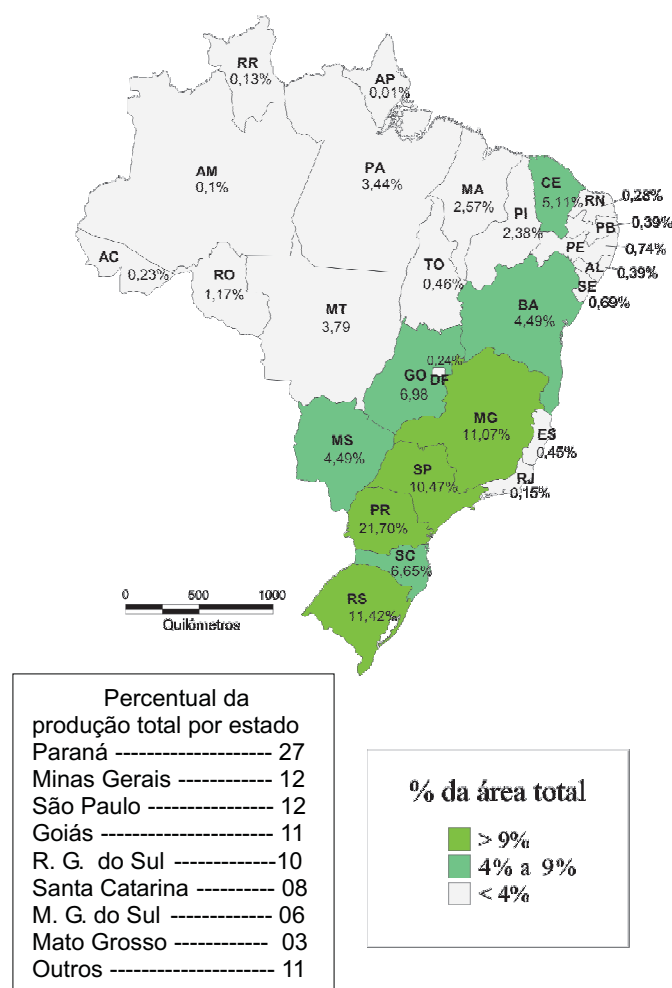 RR
0,13%
AP
0,01%
AM
0,1%
PA
3,44%
MA
2,57%
CE
5,11%
RN
0,28%
PI
2,38%
PB
0,39%
PE
0,74%
AL
0,39%
SE
0,69%
AC
0,23%
RO
1,17%
TO
0,46%
MT
3,79
BA
4,49%
0,24%
GO
DF
6,98
MG
11,07%
ES
0,45%
MS
4,49%
SP
10,47%
RJ
0,15%
PR
21,70%
SC
6,65%
RS
11,42%
0 500 1000
Quilômetros
Percentual da
produção total por estado
Paraná -------------------- 27
Minas Gerais ------------ 12
São Paulo --------------- 12
Goiás --------------------- 11
R. G. do Sul -------------10
Santa Catarina --------- 08
M. G. do Sul ------------ 06
Mato Grosso ----------- 03
Outros -------------------- 11
% da área total
> 9%
4% a 9%
< 4%